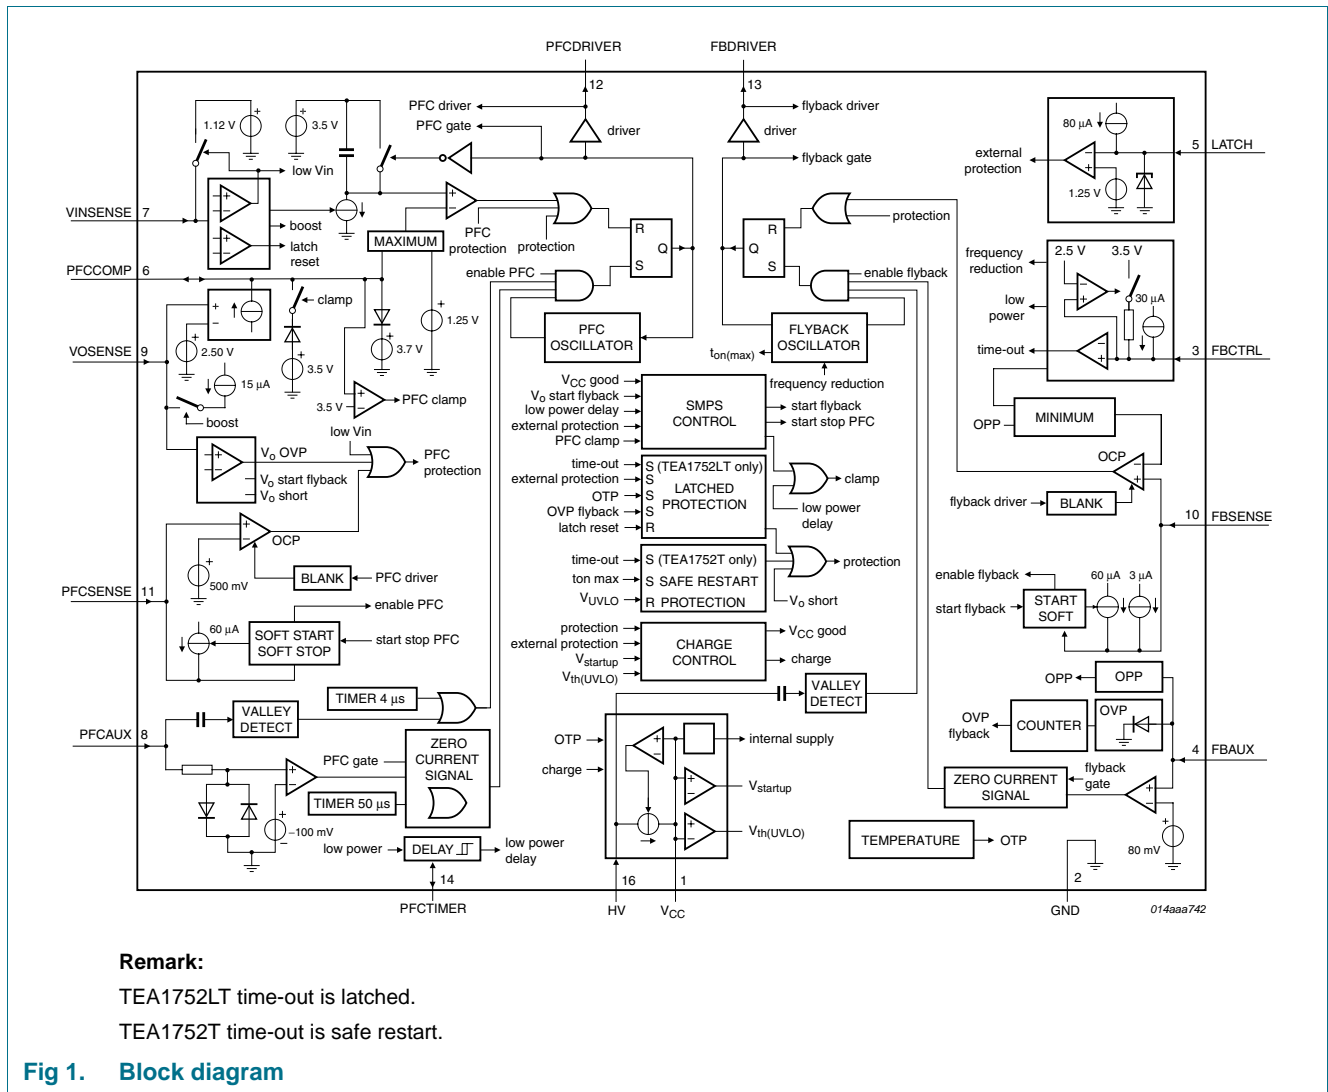 PFCDRIVER
FBDRIVER
12
13
PFC driver
flyback driver
driver
driver
PFC gate
flyback gate
1.12 V
3.5 V
low Vin
80 µA
5 LATCH
external
protection
1.25 V
VINSENSE 7
boost
latch
reset
MAXIMUM
PFC
protection
protection
R
Q
S
R
Q
S
protection
PFCCOMP 6
enable PFC
enable flyback
frequency
reduction
2.5 V
3.5 V
low
power
30 µA
clamp
1.25 V
PFC
OSCILLATOR
FLYBACK
OSCILLATOR
time-out
3 FBCTRL
VOSENSE 9
2.50 V
3.5 V
3.7 V
ton(max)
frequency reduction
15 µA
boost
3.5 V
PFC clamp
VCC good
Vo start flyback
low power delay
external protection
PFC clamp
SMPS
CONTROL
start flyback
start stop PFC
OPP
MINIMUM
low Vin
PFC
protection
Vo OVP
Vo start flyback
Vo short
time-out
external protection
OTP
OVP flyback
latch reset
S (TEA1752LT only)
S
LATCHED
S
PROTECTION
S
R
clamp
low power
delay
OCP
flyback driver
BLANK
10 FBSENSE
OCP
500 mV
BLANK
PFC driver
time-out
ton max
VUVLO
S (TEA1752T only)
S SAFE RESTART
R PROTECTION
protection
Vo short
PFCSENSE 11
enable PFC
60 µA
SOFT START
SOFT STOP
start stop PFC
enable flyback
60 µA
3 µA
start flyback
START
SOFT
protection
external protection
Vstartup
Vth(UVLO)
CHARGE
CONTROL
VCC good
charge
TIMER 4 µs
VALLEY
DETECT
OPP
OPP
VALLEY
DETECT
PFCAUX 8
OVP
flyback
COUNTER
OVP
4 FBAUX
ZERO
CURRENT
SIGNAL
PFC gate
TIMER 50 µs
–100 mV
OTP
charge
internal supply
Vstartup
Vth(UVLO)
ZERO CURRENT
SIGNAL
flyback
gate
80 mV
low power
DELAY
low power
delay
TEMPERATURE
OTP
14
16
1
2
PFCTIMER
HV
VCC
GND
014aaa742
Remark:
TEA1752LT time-out is latched.
TEA1752T time-out is safe restart.
Fig 1. Block diagram